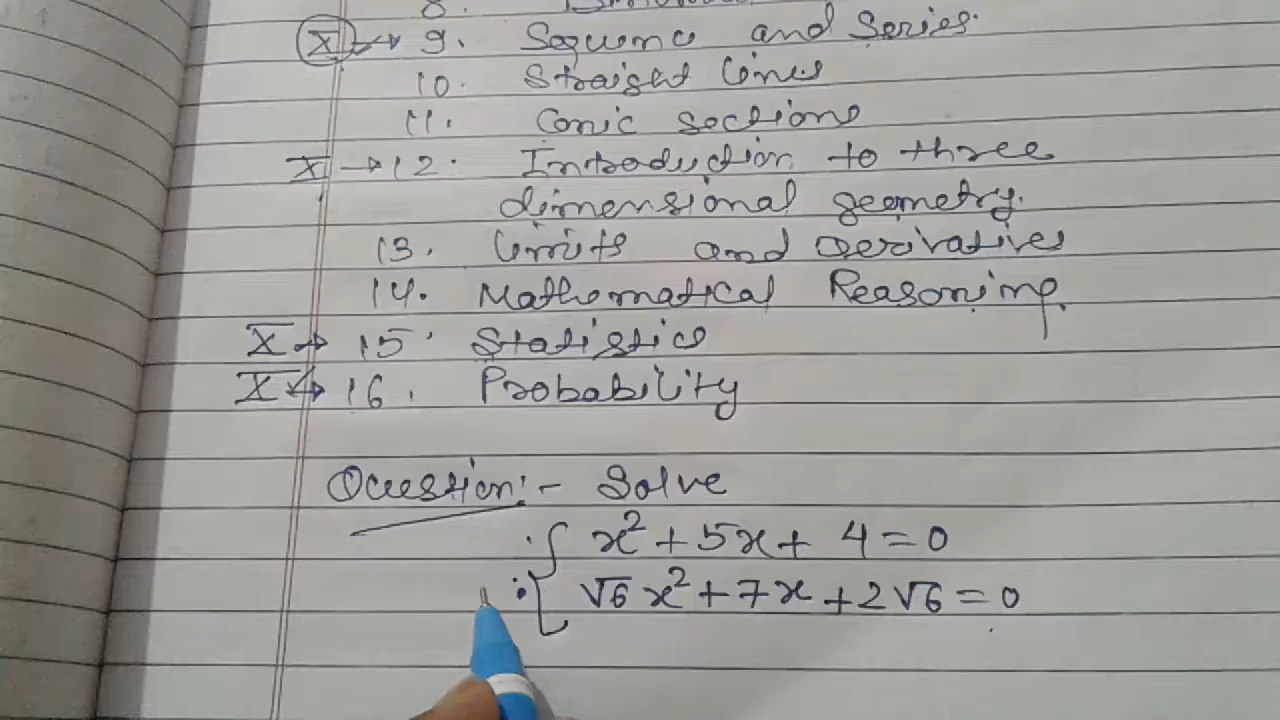 8.
X → 9. Sequence and Series.
10. Straight lines
11. Conic sections
X → 12. Introduction to three
dimensional geometry.
13. Limits and Derivatives
14. Mathematical Reasoning.
X → 15. Statistics
X → 16. Probability
Question:- Solve
x² + 5x + 4 = 0
√6 x² + 7x + 2√6 = 0